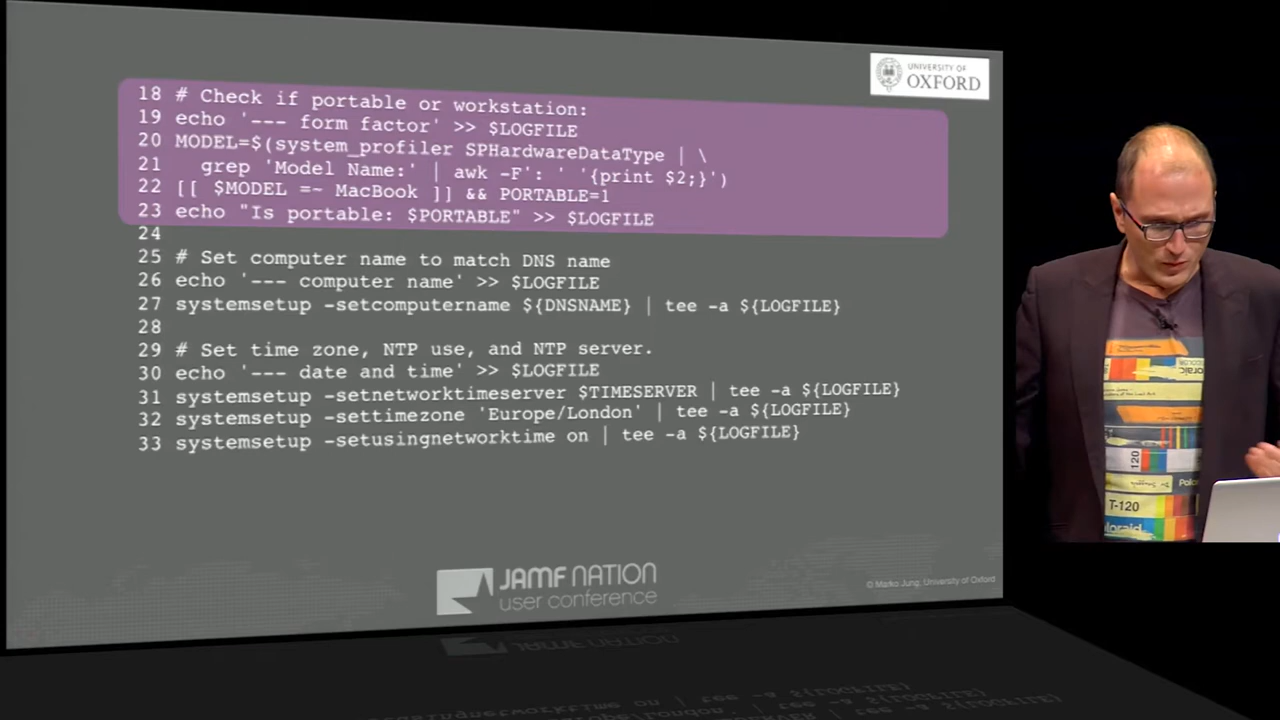 UNIVERSITY OF
OXFORD
18 # Check if portable or workstation:
19 echo '--- form factor' >> $LOGFILE
20 MODEL=$(system_profiler SPHardwareDataType | \
21 grep 'Model Name:' | awk -F': ' '{print $2;}')
22 [[ $MODEL =~ MacBook ]] && PORTABLE=1
23 echo "Is portable: $PORTABLE" >> $LOGFILE
24
25 # Set computer name to match DNS name
26 echo '--- computer name' >> $LOGFILE
27 systemsetup -setcomputername ${DNSNAME} | tee -a ${LOGFILE}
28
29 # Set time zone, NTP use, and NTP server.
30 echo '--- date and time' >> $LOGFILE
31 systemsetup -setnetworktimeserver $TIMESERVER | tee -a ${LOGFILE}
32 systemsetup -settimezone 'Europe/London' | tee -a ${LOGFILE}
33 systemsetup -setusingnetworktime on | tee -a ${LOGFILE}
JAMF NATION
user conference
© Marko Jung, University of Oxford
120
T-120